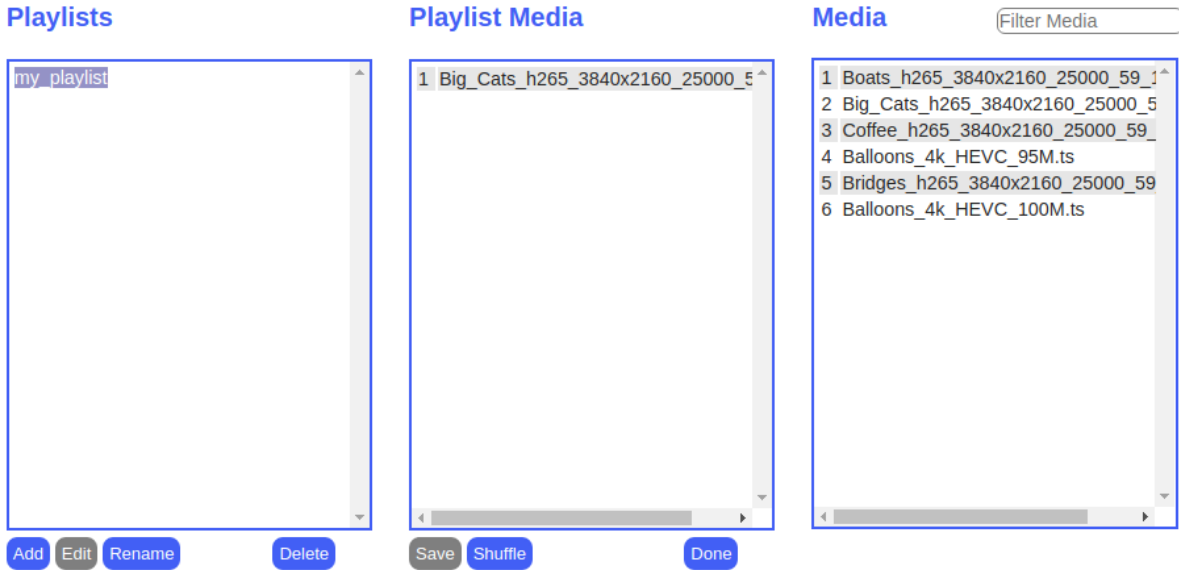 Playlists
my_playlist
Add Edit Rename Delete
Playlist Media
1 Big_Cats_h265_3840x2160_25000_5
Save Shuffle Done
Media
Filter Media
1 Boats_h265_3840x2160_25000_59_1
2 Big_Cats_h265_3840x2160_25000_5
3 Coffee_h265_3840x2160_25000_59_
4 Balloons_4k_HEVC_95M.ts
5 Bridges_h265_3840x2160_25000_59
6 Balloons_4k_HEVC_100M.ts